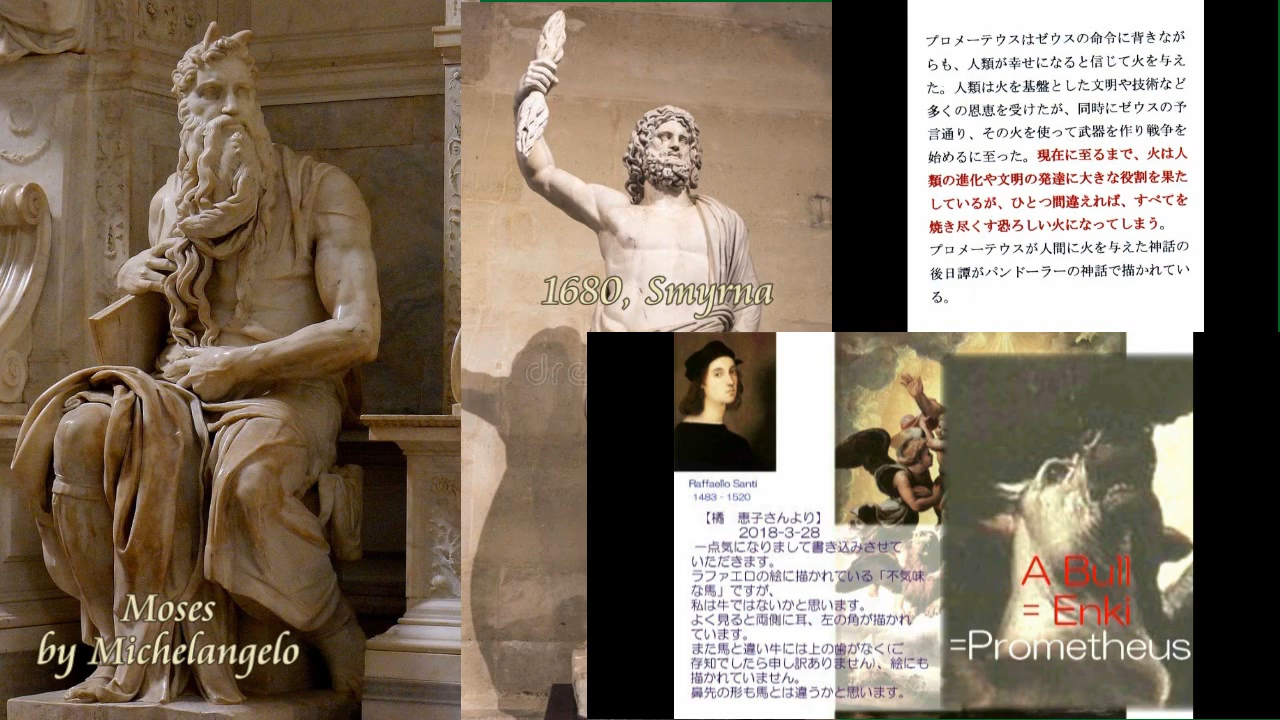 Moses
by Michelangelo
1680, Smyrna
dre
プロメーテウスはゼウスの命令に背きなが
らも、人類が幸せになると信じて火を与え
た。人類は火を基盤とした文明や技術など
多くの恩恵を受けたが、同時にゼウスの予
言通り、その火を使って武器を作り戦争を
始めるに至った。現在に至るまで、火は人
類の進化や文明の発達に大きな役割を果た
しているが、ひとつ間違えれば、すべてを
焼き尽くす恐ろしい火になってしまう。
プロメーテウスが人間に火を与えた神話の
後日譚がパンドーラーの神話で描かれてい
る。
Raffaello Santi
1483 - 1520
【橘 恵子さんより】
2018-3-28
一点気になりまして書き込みさせて
いただきます。
ラファエロの絵に描かれている「不気味
な馬」ですが、
私は牛ではないかと思います。
よく見ると両側に耳、左の角が描かれ
ています。
また馬と違い牛には上の歯がなく(ご
存知でしたら申し訳ありません)、絵にも
描かれていません。
鼻先の形も馬とは違うかと思います。
A Bull
= Enki
=Prometheus